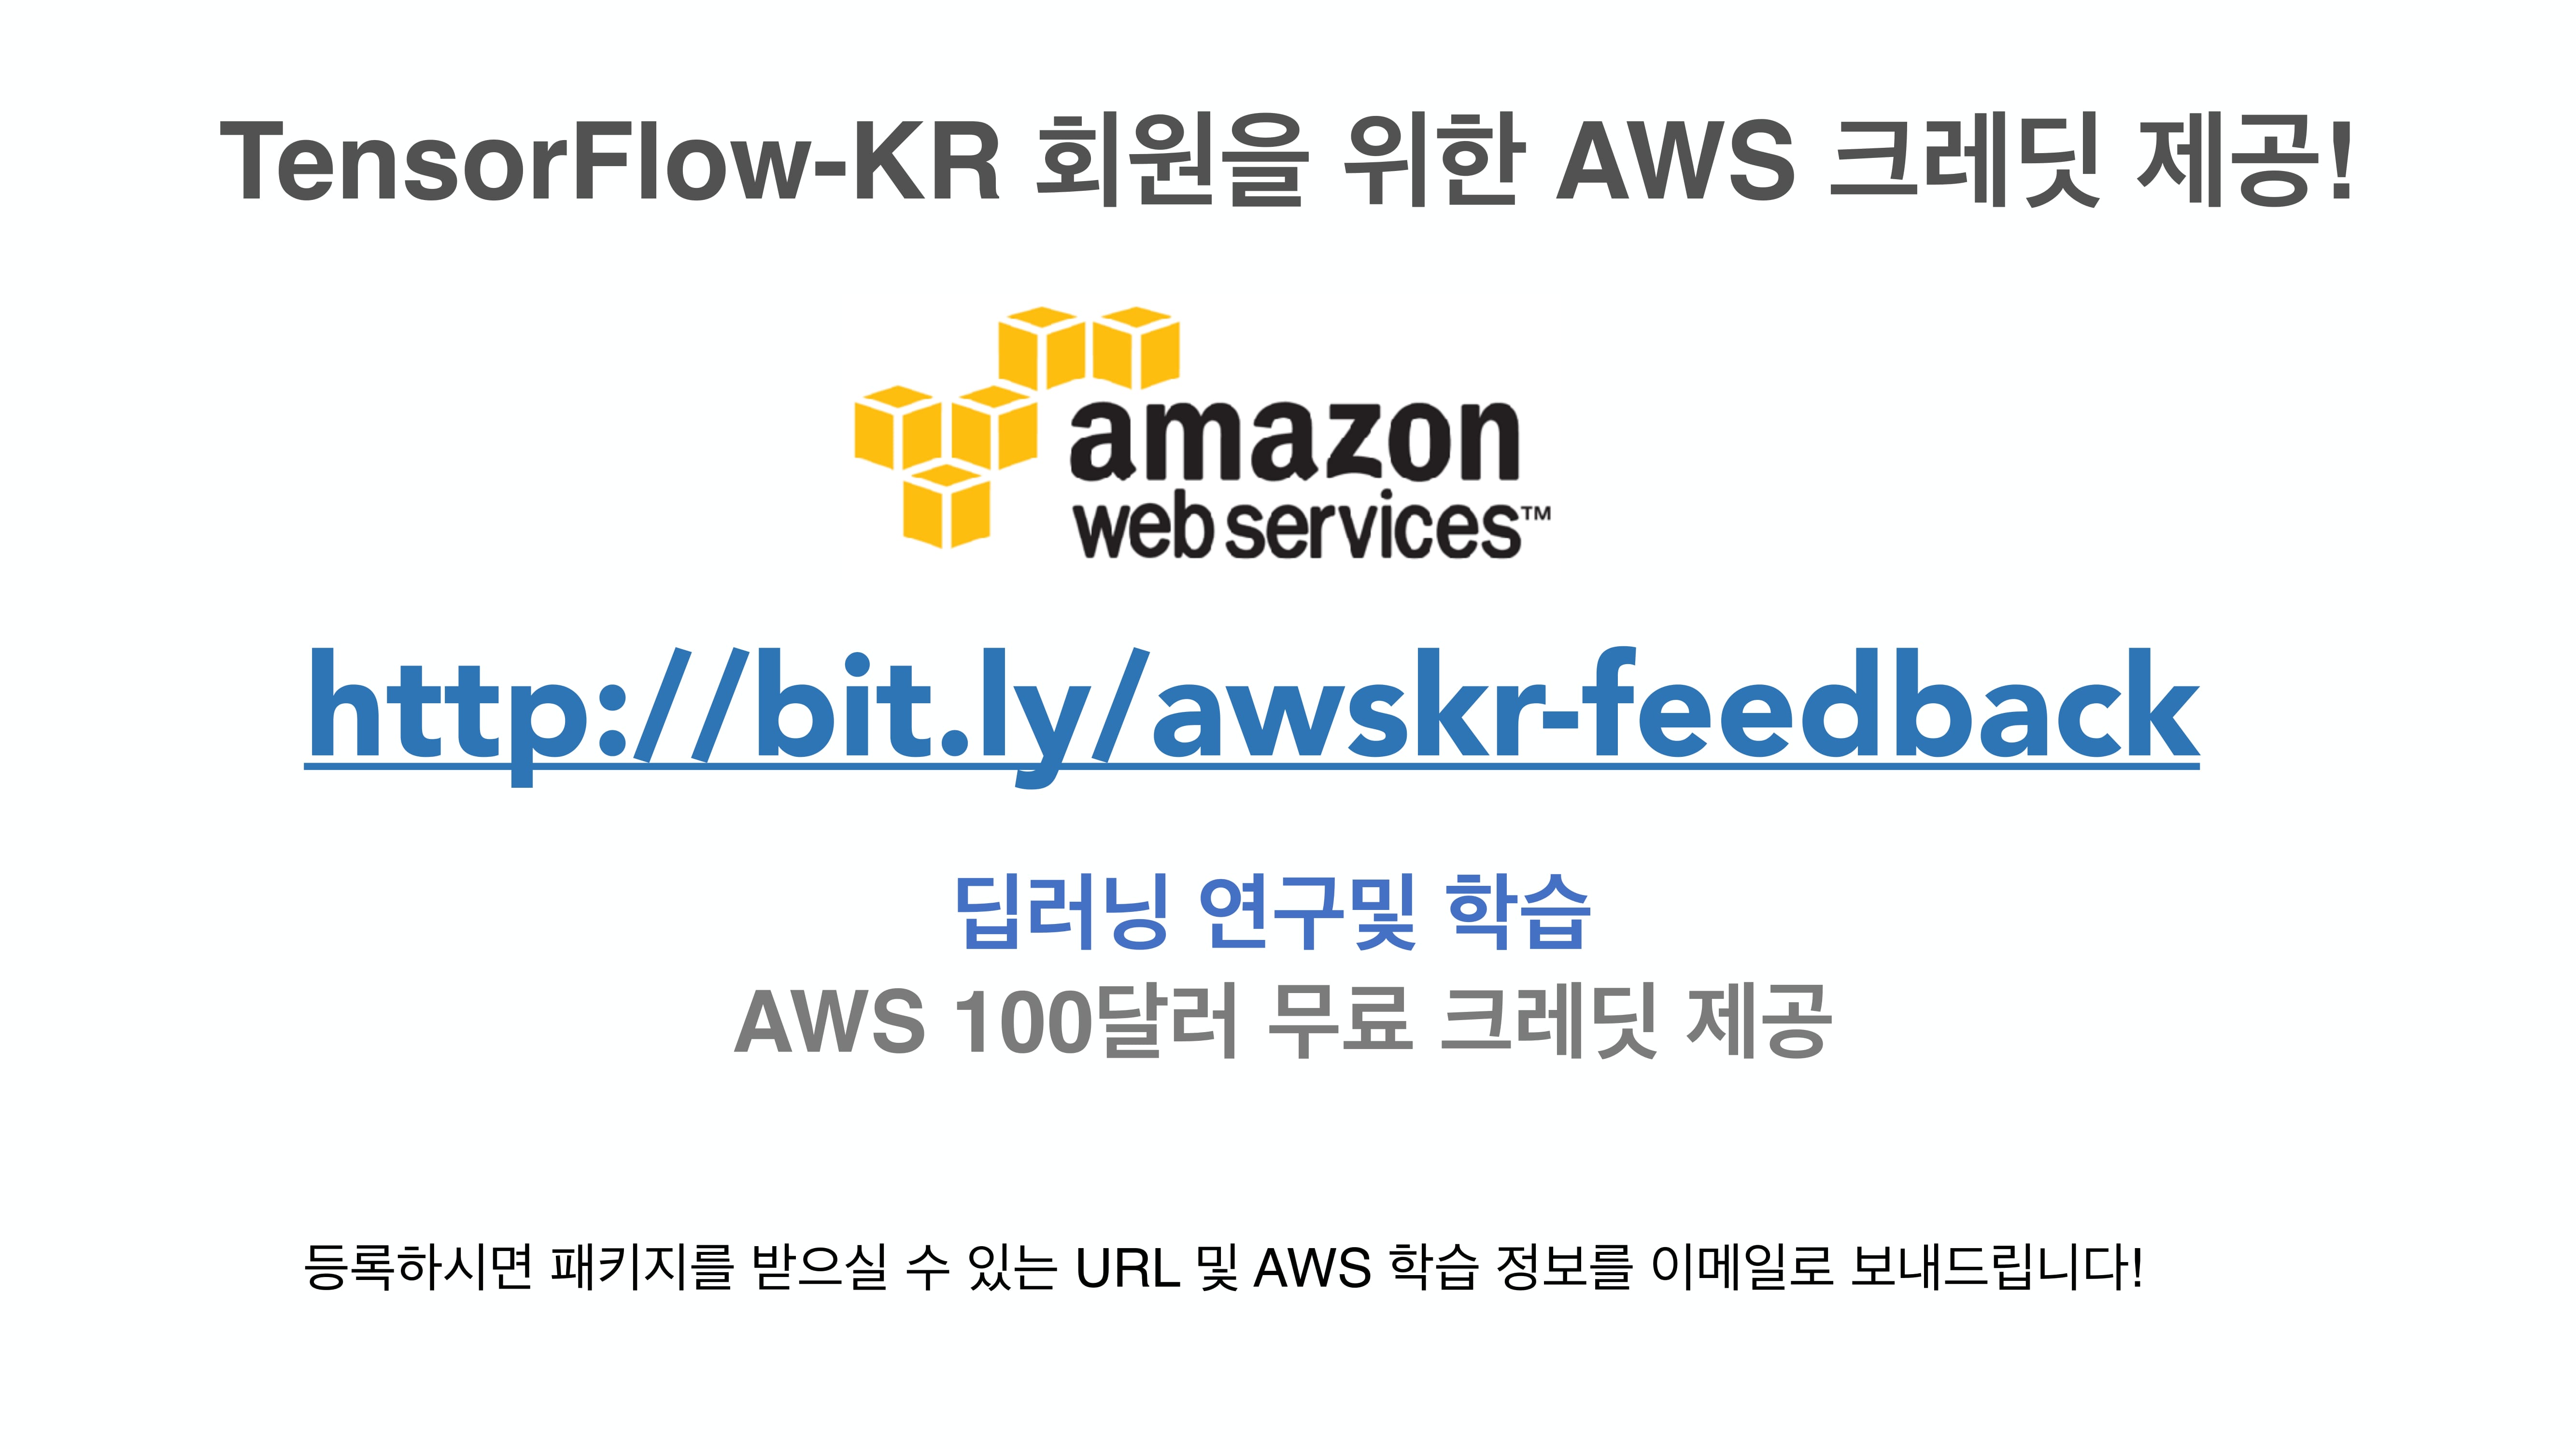 TensorFlow-KR 회원을 위한 AWS 크레딧 제공!
amazon
web services™
http://bit.ly/awskr-feedback
딥러닝 연구및 학습
AWS 100달러 무료 크레딧 제공
등록하시면 패키지를 받으실 수 있는 URL 및 AWS 학습 정보를 이메일로 보내드립니다!